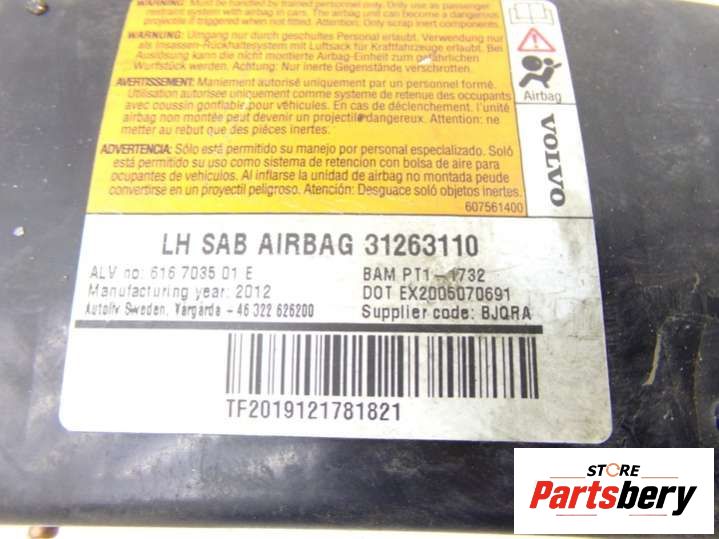 WARNING: Must be handled by trained personnel only. Use as passenger
restraint system with airbag in cars. The airbag unit can become a dangerous
projectile if triggered when not fitted. Attention: Only scrap inert components.
WARNUNG: Umgang nur durch geschultes Personal erlaubt. Verwendung nur
als Insassen-Rückhaltesystem mit Luftsack für Kraftfahrzeuge erlaubt. Bei
Auslösung kann die nicht montierte Airbag-Einheit zum gefährlichen
Wurfstück werden. Achtung: Nur inerte Gegenstände verschrotten.
AVERTISSEMENT: Maniement autorisé uniquement par un personnel formé.
Utilisation autorisée uniquement comme système de retenue des occupants
avec coussin gonflable pour véhicules. En cas de déclenchement, l'unité
airbag non montée peut devenir un projectile dangereux. Attention: ne
metter au rebut que des pièces inertes.
ADVERTENCIA: Sólo está permitido su manejo por personal especializado. Soló
está permitido su uso como sistema de retención con bolsa de aire para
ocupantes de vehículos. Al inflarse la unidad de airbag no montada puede
convertirse en un proyectil peligroso. Atención: Desguace soló objetos inertes.
607561400
Airbag
VOLVO
LH SAB AIRBAG 31263110
ALV no: 616 7035 01 E
BAM PT1-1732
Manufacturing year: 2012
DOT EX2005070691
Autoliv Sweden, Vargarda - 46 322 626200
Supplier code: BJQRA
TF2019121781821
STORE
Partsbery